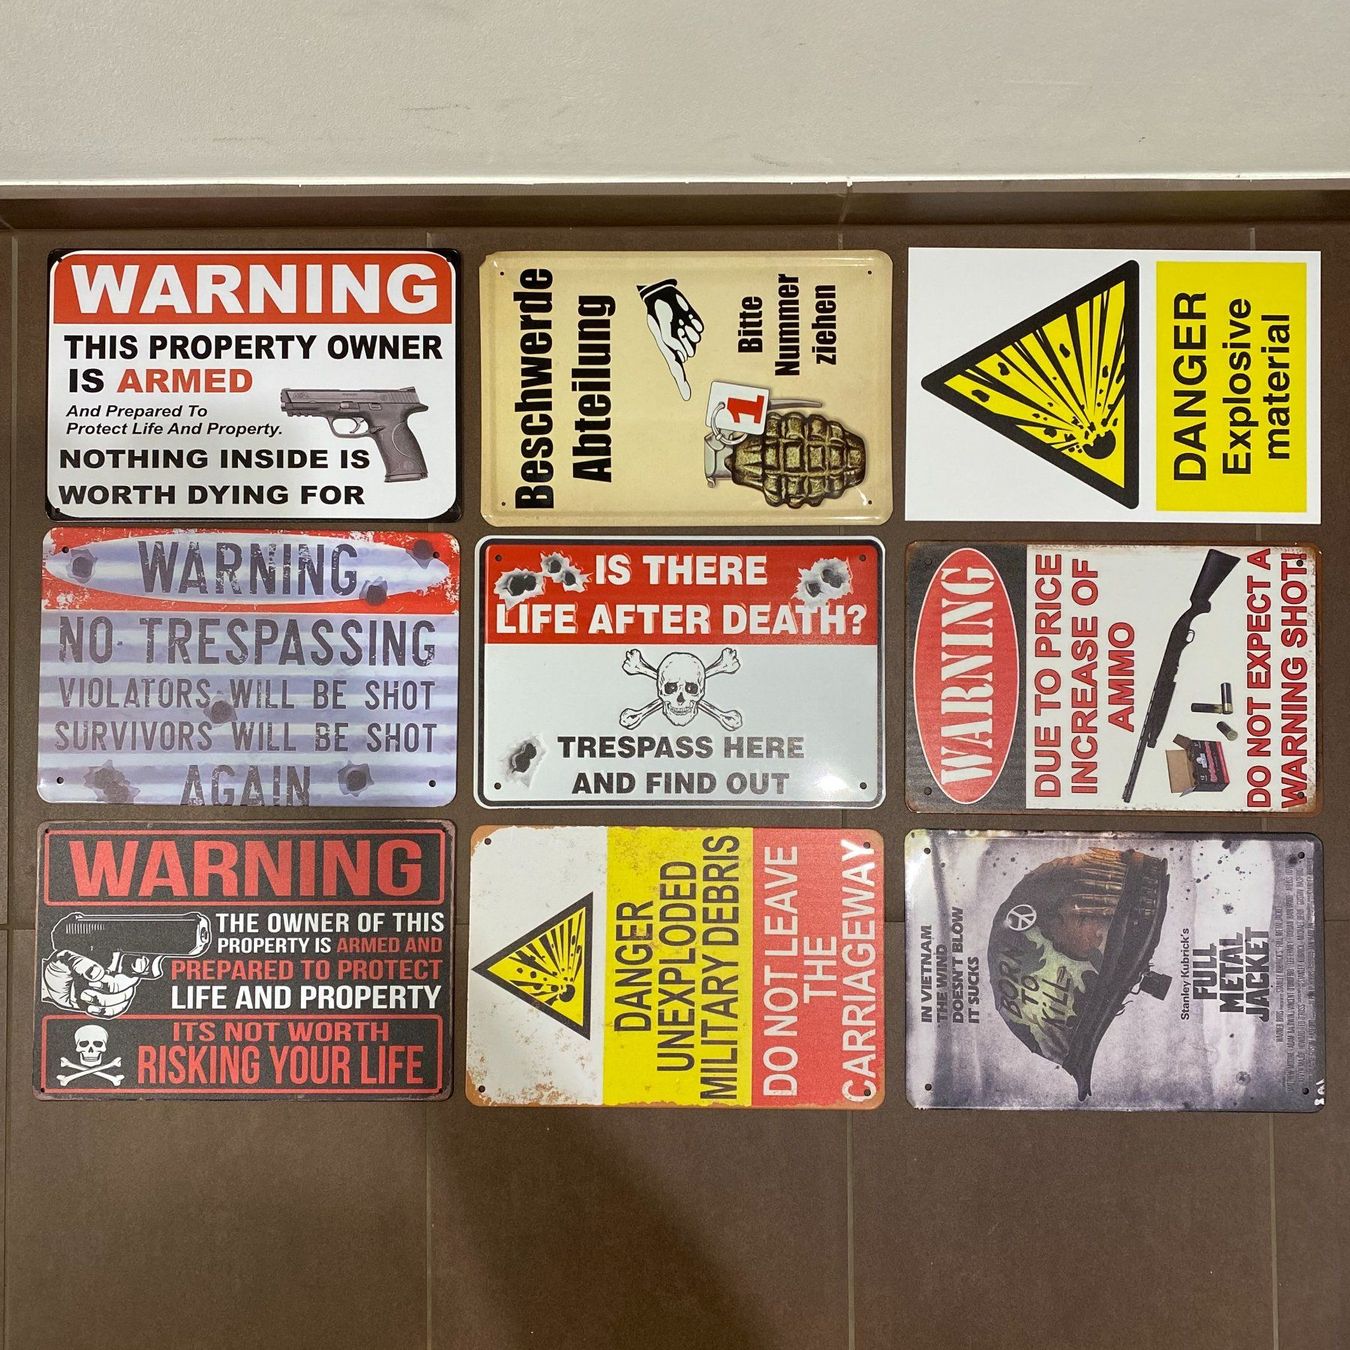 WARNING
THIS PROPERTY OWNER
IS ARMED
And Prepared To
Protect Life And Property.
NOTHING INSIDE IS
WORTH DYING FOR
Beschwerde
Abteilung
Bitte
Nummer
ziehen
1
DANGER
Explosive
material
WARNING
NO TRESPASSING
VIOLATORS WILL BE SHOT
SURVIVORS WILL BE SHOT
AGAIN
IS THERE
LIFE AFTER DEATH?
TRESPASS HERE
AND FIND OUT
WARNING
DUE TO PRICE
INCREASE OF
AMMO
DO NOT EXPECT A
WARNING SHOT!
WARNING
THE OWNER OF THIS
PROPERTY IS ARMED AND
PREPARED TO PROTECT
LIFE AND PROPERTY
ITS NOT WORTH
RISKING YOUR LIFE
DANGER
UNEXPLODED
MILITARY DEBRIS
DO NOT LEAVE
THE
CARRIAGEWAY
IN VIETNAM
THE WIND
DOESN'T BLOW
IT SUCKS
BORN
TO
KILL
Stanley Kubrick's
FULL
METAL
JACKET